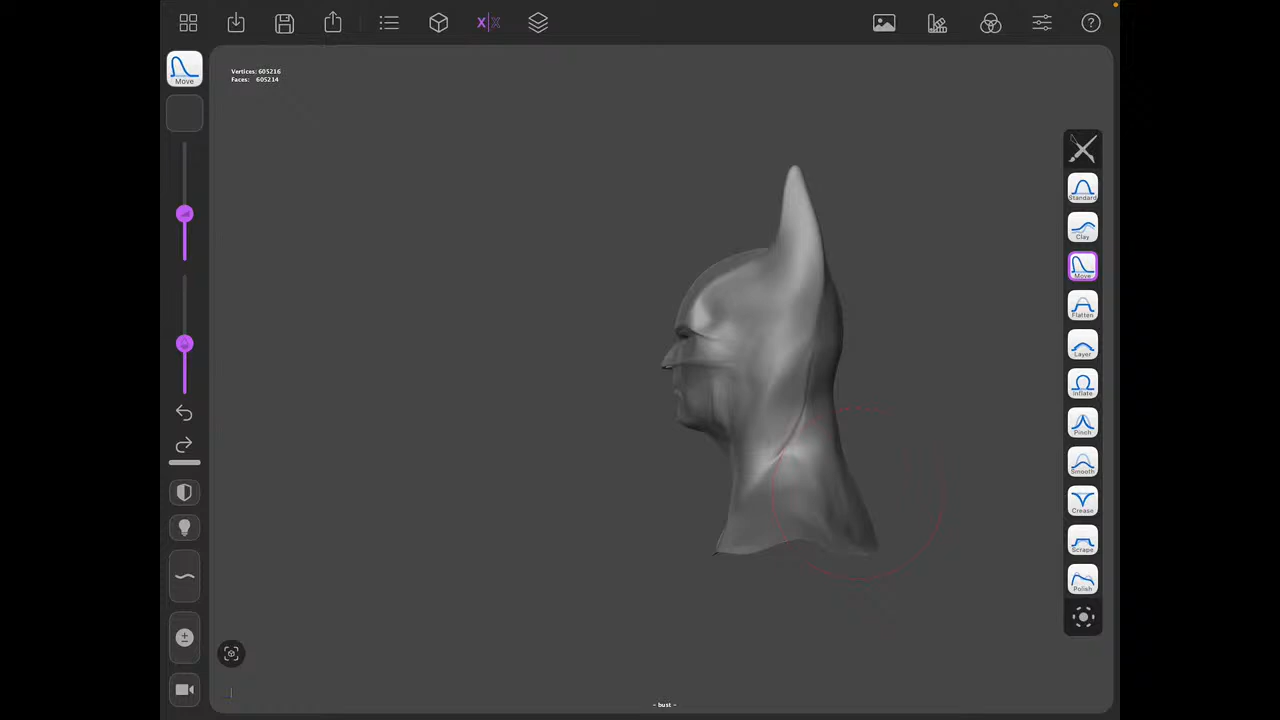 Move
Vertices: 605216
Faces: 605214
Standard
Clay
Move
Flatten
Layer
Inflate
Pinch
Smooth
Crease
Scrape
Polish
~ bust ~